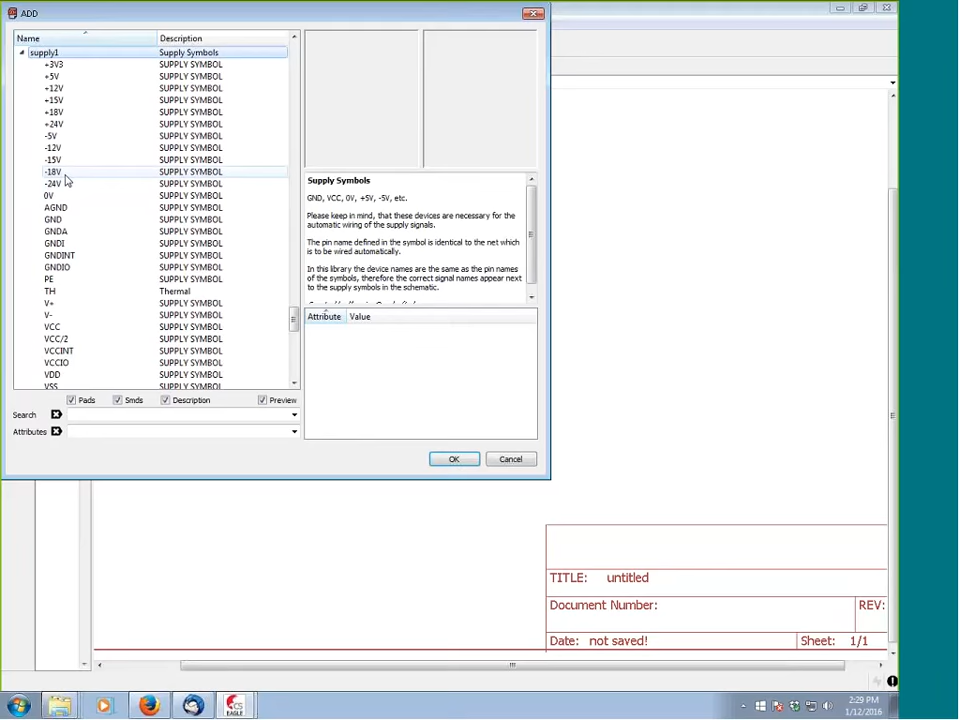 ADD
Name Description
supply1 Supply Symbols
+3V3 SUPPLY SYMBOL
+5V SUPPLY SYMBOL
+12V SUPPLY SYMBOL
+15V SUPPLY SYMBOL
+18V SUPPLY SYMBOL
+24V SUPPLY SYMBOL
-5V SUPPLY SYMBOL
-12V SUPPLY SYMBOL
-15V SUPPLY SYMBOL
-18V SUPPLY SYMBOL
-24V SUPPLY SYMBOL
0V SUPPLY SYMBOL
AGND SUPPLY SYMBOL
GND SUPPLY SYMBOL
GNDA SUPPLY SYMBOL
GNDI SUPPLY SYMBOL
GNDINT SUPPLY SYMBOL
GNDIO SUPPLY SYMBOL
PE SUPPLY SYMBOL
TH Thermal
V+ SUPPLY SYMBOL
V- SUPPLY SYMBOL
VCC SUPPLY SYMBOL
VCC/2 SUPPLY SYMBOL
VCCINT SUPPLY SYMBOL
VCCIO SUPPLY SYMBOL
VDD SUPPLY SYMBOL
VSS SUPPLY SYMBOL
Pads Smds Description Preview
Search
Attributes
Supply Symbols
GND, VCC, 0V, +5V, -5V, etc.
Please keep in mind, that these devices are necessary for the
automatic wiring of the supply signals.
The pin name defined in the symbol is identical to the net which
is to be wired automatically.
In this library the device names are the same as the pin names
of the symbols, therefore the correct signal names appear next
to the supply symbols in the schematic.
Attribute Value
OK Cancel
TITLE: untitled
Document Number:
REV:
Date: not saved!
Sheet: 1/1
CS
EAGLE
2:29 PM
1/12/2016